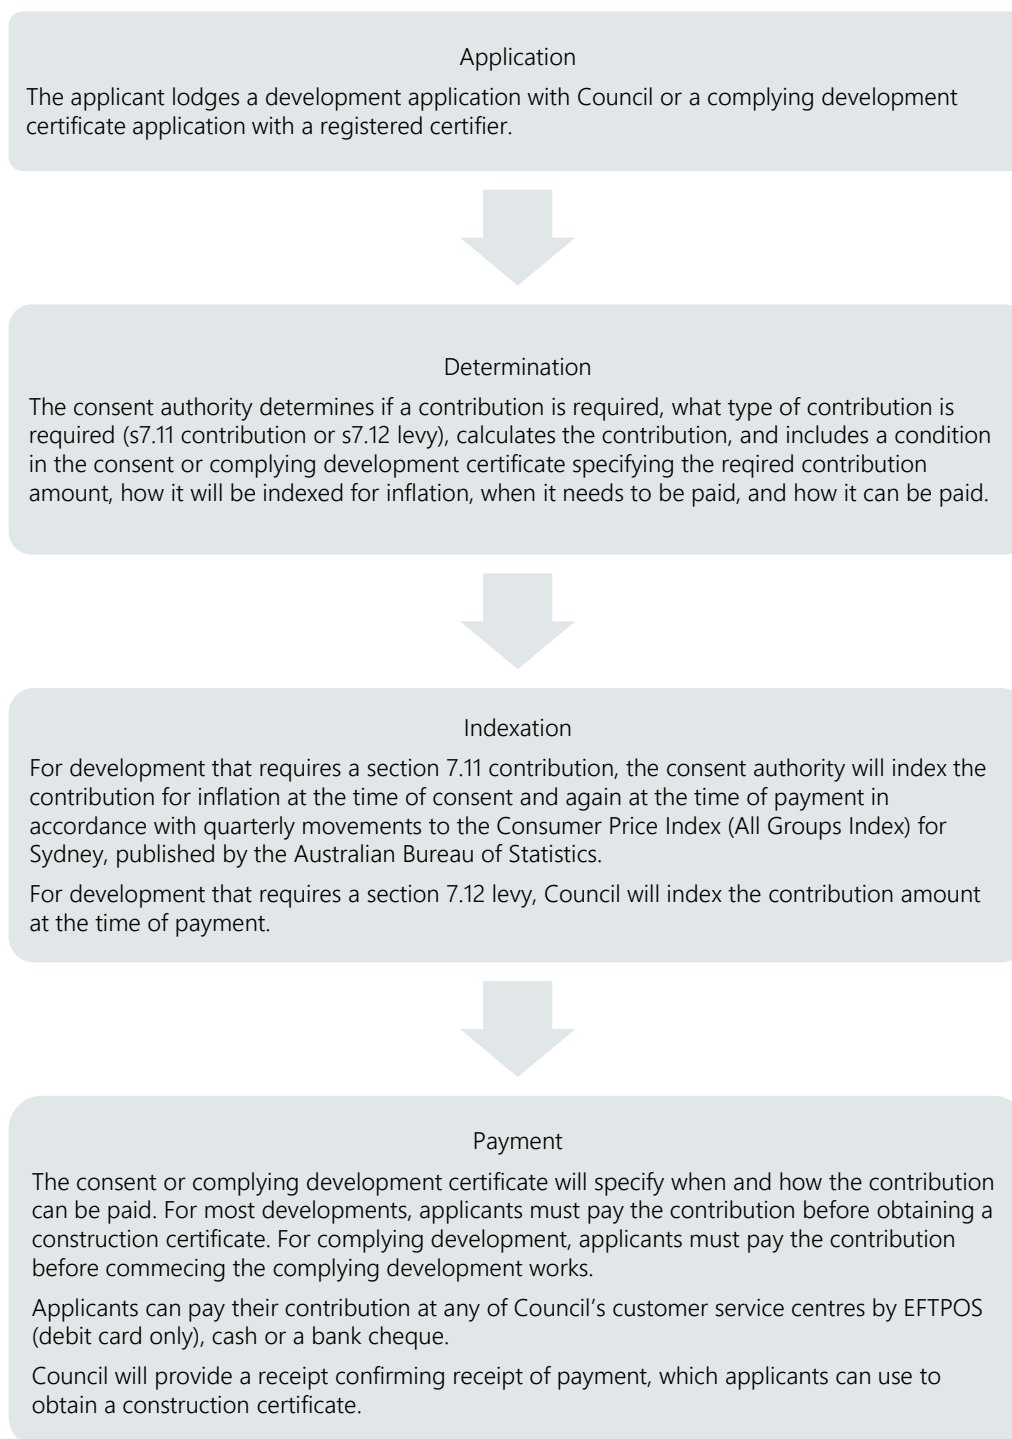 Application
The applicant lodges a development application with Council or a complying development
certificate application with a registered certifier.
Determination
The consent authority determines if a contribution is required, what type of contribution is
required (s7.11 contribution or s7.12 levy), calculates the contribution, and includes a condition
in the consent or complying development certificate specifying the reqired contribution
amount, how it will be indexed for inflation, when it needs to be paid, and how it can be paid.
Indexation
For development that requires a section 7.11 contribution, the consent authority will index the
contribution for inflation at the time of consent and again at the time of payment in
accordance with quarterly movements to the Consumer Price Index (All Groups Index) for
Sydney, published by the Australian Bureau of Statistics.
For development that requires a section 7.12 levy, Council will index the contribution amount
at the time of payment.
Payment
The consent or complying development certificate will specify when and how the contribution
can be paid. For most developments, applicants must pay the contribution before obtaining a
construction certificate. For complying development, applicants must pay the contribution
before commecing the complying development works.
Applicants can pay their contribution at any of Council's customer service centres by EFTPOS
(debit card only), cash or a bank cheque.
Council will provide a receipt confirming receipt of payment, which applicants can use to
obtain a construction certificate.